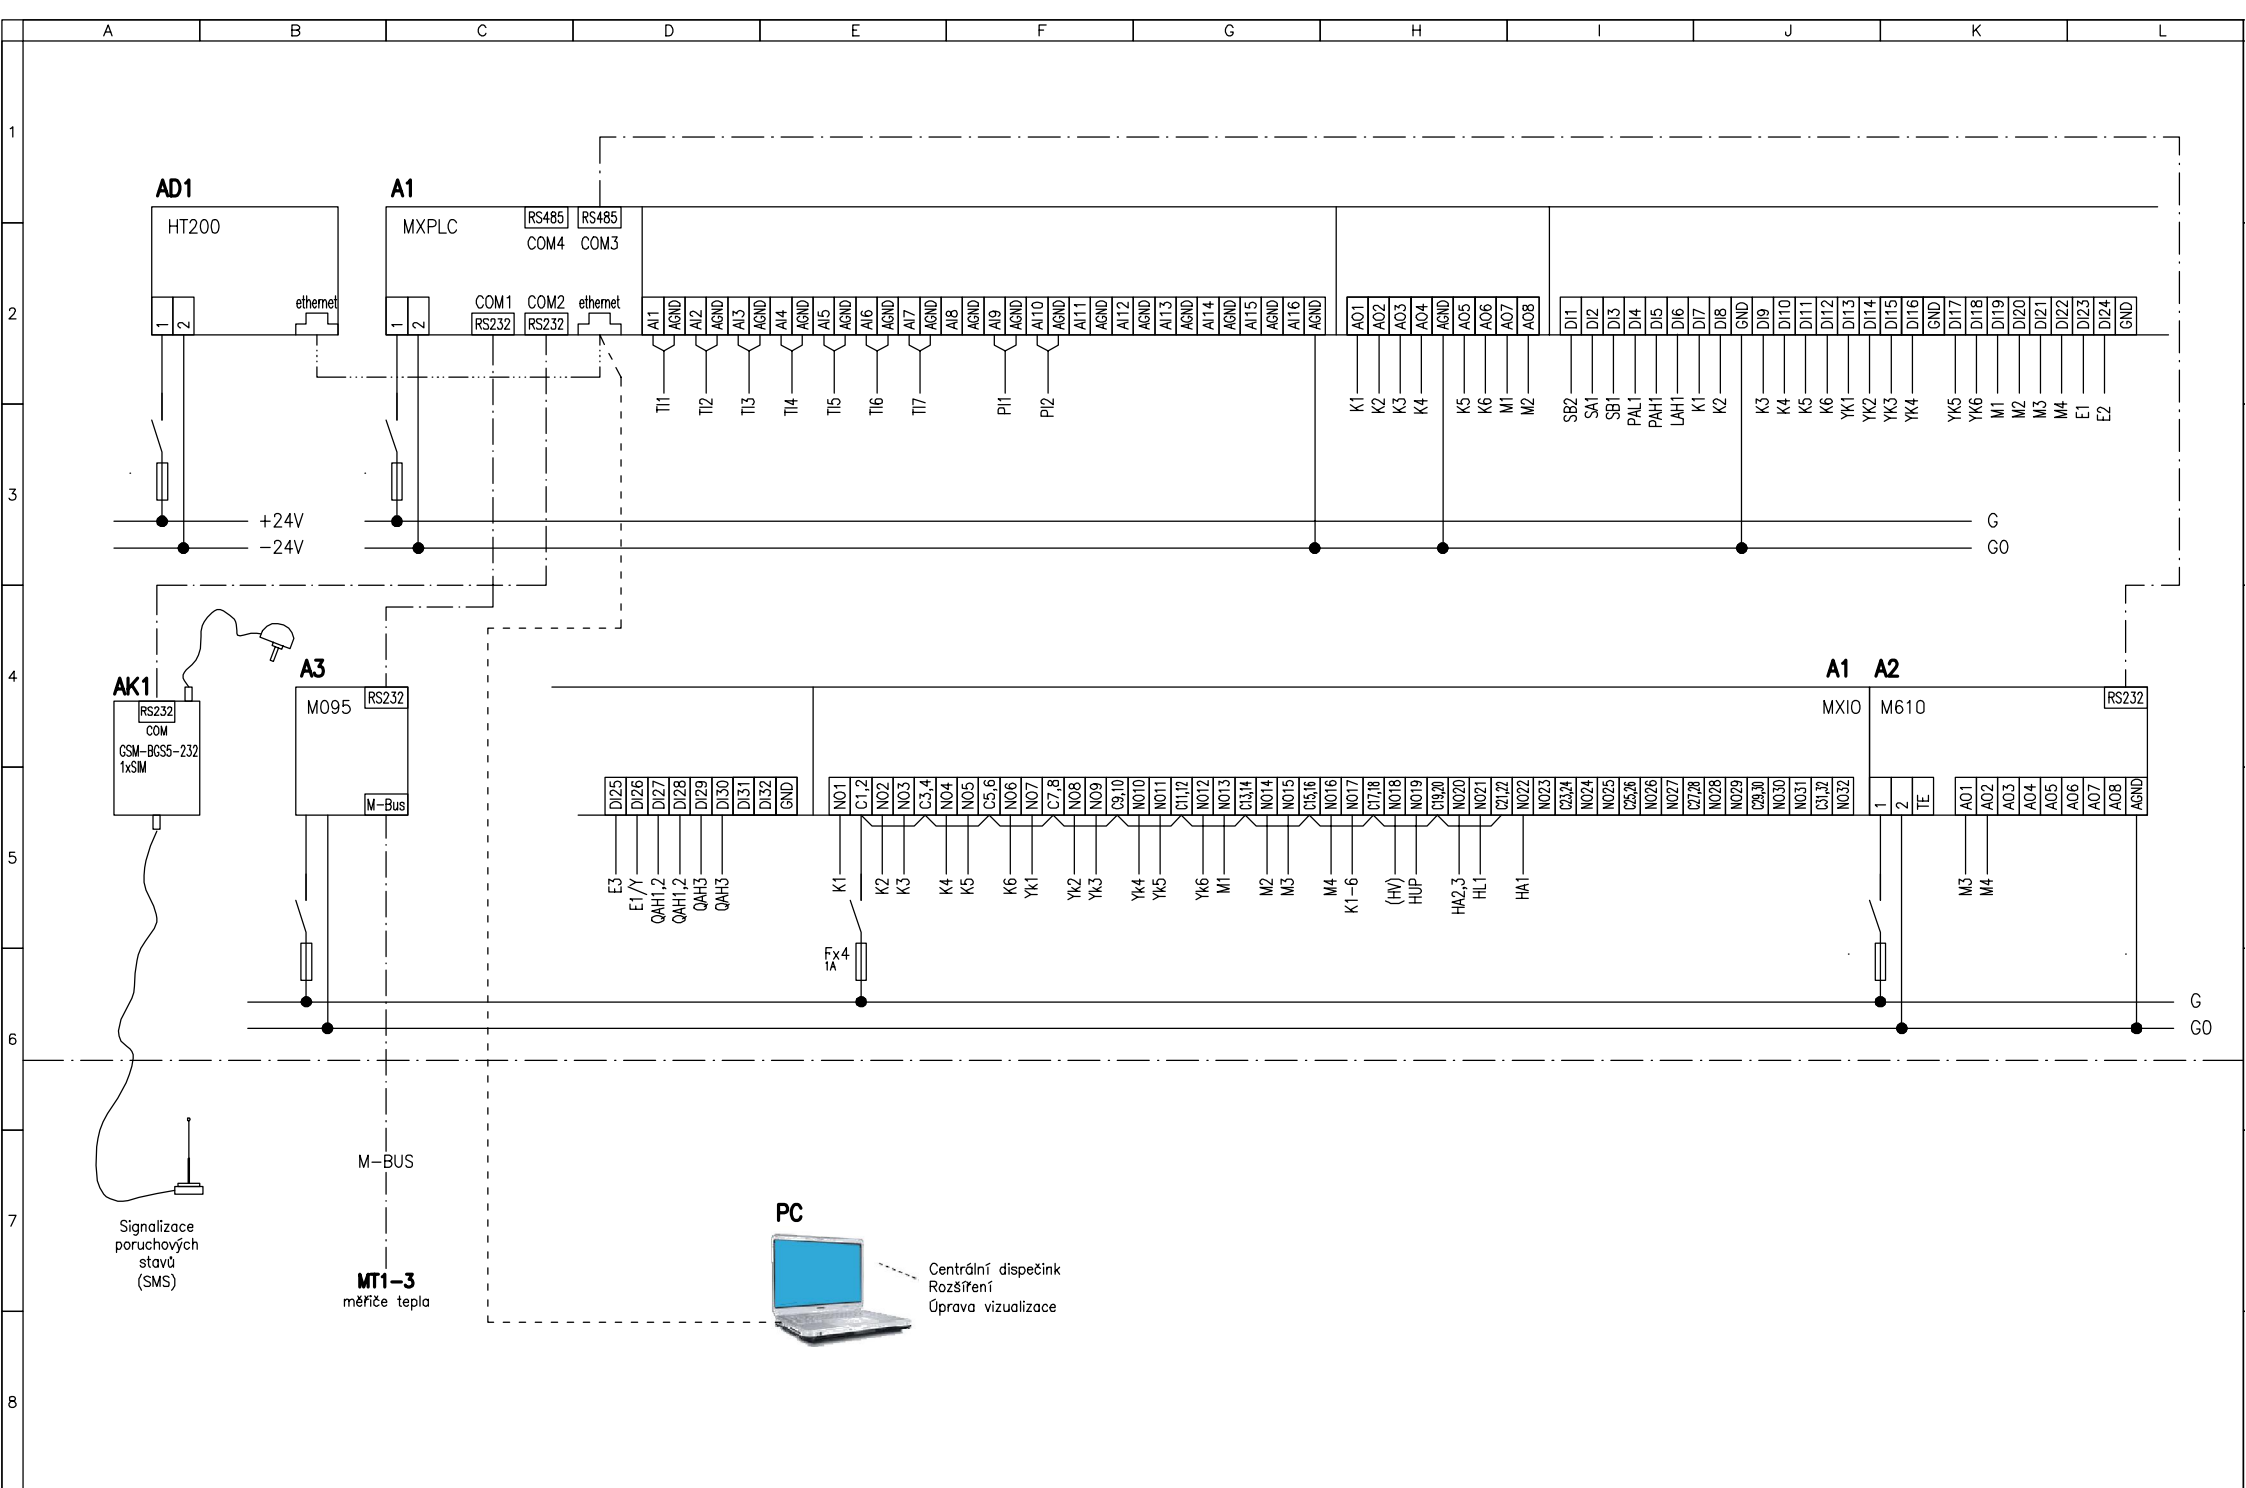 A B C D E F G H I J K L
1
AD1 A1
HT200 MXPLC RS485 RS485
COM4 COM3
2
ethernet COM1 COM2 ethernet
1 2 1 2 RS232 RS232
AI1 AGND AI2 AGND AI3 AGND AI4 AGND AI5 AGND AI6 AGND AI7 AGND AI8 AGND AI9 AGND AI10 AGND AI11 AGND AI12 AGND AI13 AGND AI14 AGND AI15 AGND AI16 AGND
AO1 AO2 AO3 AO4 AGND AO5 AO6 AO7 AO8
DI1 DI2 DI3 DI4 DI5 DI6 DI7 DI8 GND DI9 DI10 DI11 DI12 DI13 DI14 DI15 DI16 GND DI17 DI18 DI19 DI20 DI21 DI22 DI23 DI24 GND
TI1 TI2 TI3 TI4 TI5 TI6 TI7 PI1 PI2
K1 K2 K3 K4 K5 K6 M1 M2
SB2 SA1 SB1 PAL1 PAH1 LAH1 K1 K2 K3 K4 K5 K6 YK1 YK2 YK3 YK4 YK5 YK6 M1 M2 M3 M4 E1 E2
3
+24V G
-24V G0
4
AK1 A3 A1 A2
RS232 M095 RS232 MXIO M610 RS232
COM
GSM-BGS5-232
1xSIM
M-Bus
DI25 DI26 DI27 DI28 DI29 DI30 DI31 DI32 GND
NO1 C1,2 NO2 NO3 C3,4 NO4 NO5 C5,6 NO6 NO7 C7,8 NO8 NO9 C9,10 NO10 NO11 C11,12 NO12 NO13 C13,14 NO14 NO15 C15,16 NO16 NO17 C17,18 NO18 NO19 C19,20 NO20 NO21 C21,22 NO22 NO23 C23,24 NO24 NO25 C25,26 NO26 NO27 C27,28 NO28 NO29 C29,30 NO30 NO31 C31,32 NO32
1 2 TE AO1 AO2 AO3 AO4 AO5 AO6 AO7 AO8 AGND
5
E3 E1/Y QAH1,2 QAH1,2 QAH3 QAH3
K1 K2 K3 K4 K5 K6 Yk1 Yk2 Yk3 Yk4 Yk5 Yk6 M1 M2 M3 M4 K1-6 (HV) HUP HA2,3 HL1 HA1
M3 M4
Fx4
1A
G
G0
6
M-BUS
7
PC
Signalizace
poruchových
stavů
(SMS)
MT1-3
měřiče tepla
Centrální dispečink
Rozšíření
Úprava vizualizace
8